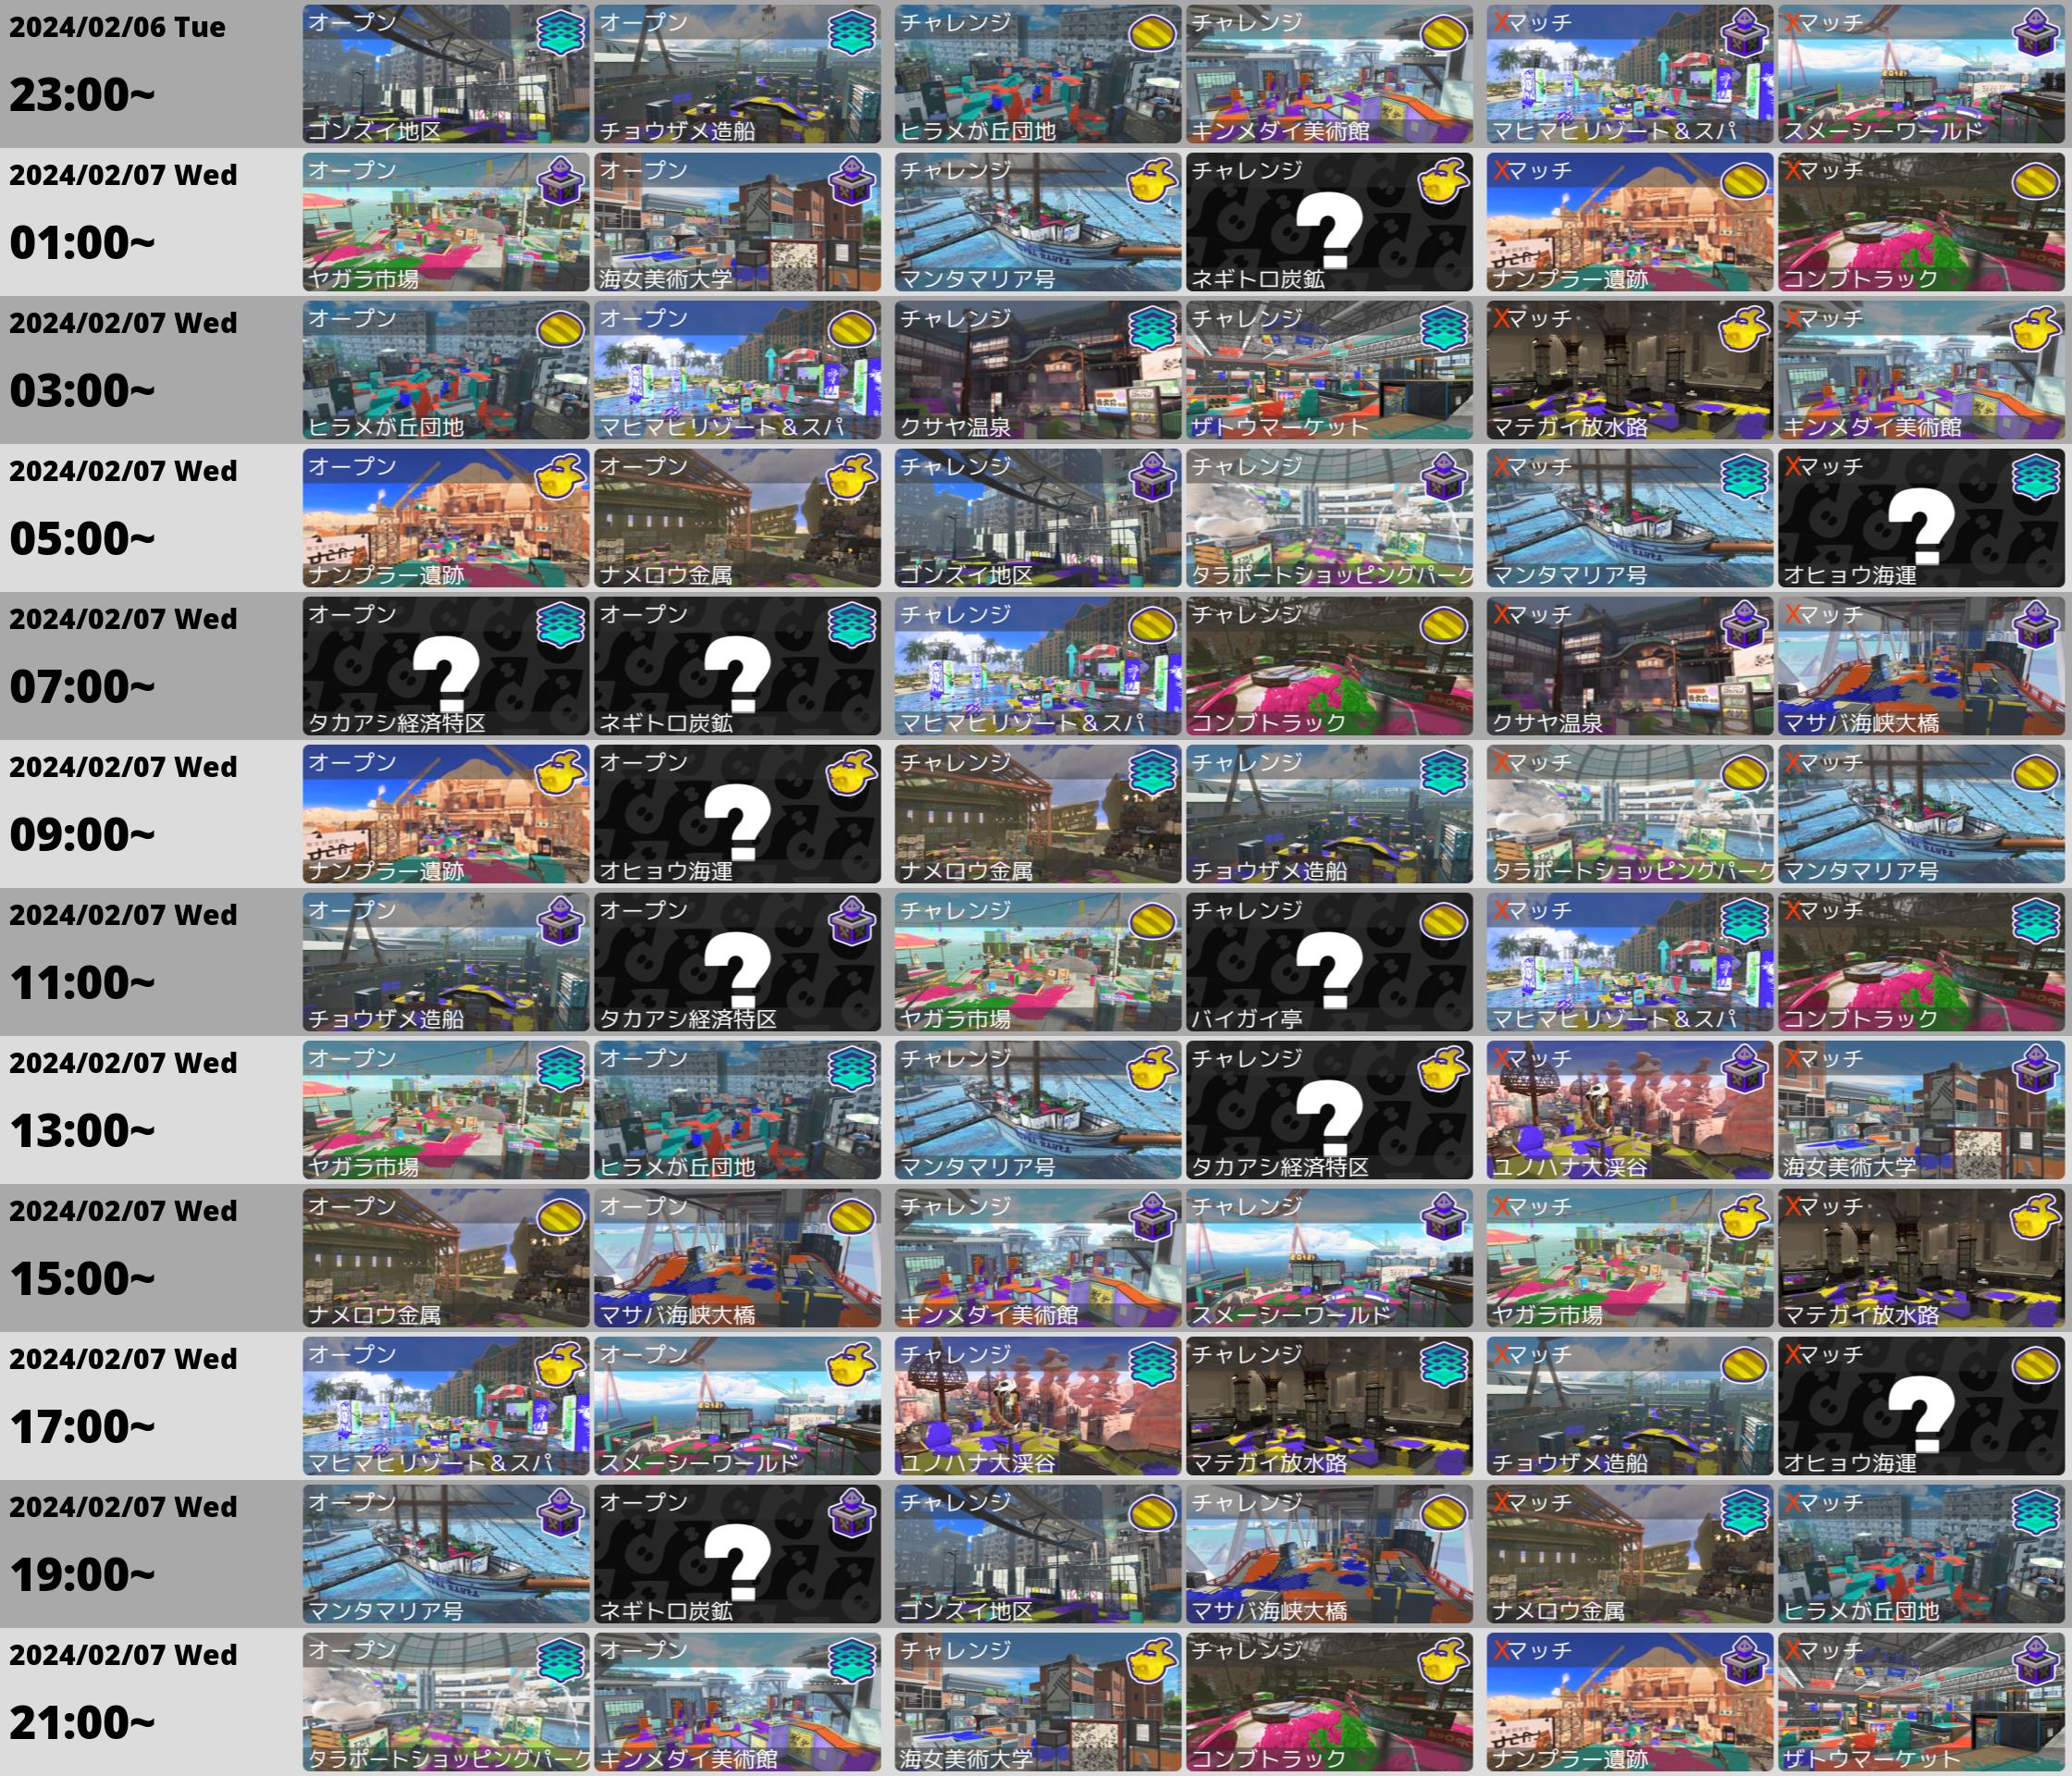 2024/02/06 Tue
23:00~
オープン
ゴンズイ地区
オープン
チョウザメ造船
チャレンジ
ヒラメが丘団地
チャレンジ
キンメダイ美術館
Xマッチ
マヒマヒリゾート＆スパ
Xマッチ
スメーシーワールド
2024/02/07 Wed
01:00~
オープン
ヤガラ市場
オープン
海女美術大学
チャレンジ
マンタマリア号
チャレンジ
?
ネギトロ炭鉱
Xマッチ
ナンプラー遺跡
Xマッチ
コンブトラック
2024/02/07 Wed
03:00~
オープン
ヒラメが丘団地
オープン
マヒマヒリゾート＆スパ
チャレンジ
クサヤ温泉
チャレンジ
ザトウマーケット
Xマッチ
マテガイ放水路
Xマッチ
キンメダイ美術館
2024/02/07 Wed
05:00~
オープン
ナンプラー遺跡
オープン
ナメロウ金属
チャレンジ
ゴンズイ地区
チャレンジ
タラポートショッピングパーク
Xマッチ
マンタマリア号
Xマッチ
?
オヒョウ海運
2024/02/07 Wed
07:00~
オープン
?
タカアシ経済特区
オープン
?
ネギトロ炭鉱
チャレンジ
マヒマヒリゾート＆スパ
チャレンジ
コンブトラック
Xマッチ
クサヤ温泉
Xマッチ
マサバ海峡大橋
2024/02/07 Wed
09:00~
オープン
ナンプラー遺跡
オープン
?
オヒョウ海運
チャレンジ
ナメロウ金属
チャレンジ
チョウザメ造船
Xマッチ
タラポートショッピングパーク
Xマッチ
マンタマリア号
2024/02/07 Wed
11:00~
オープン
チョウザメ造船
オープン
?
タカアシ経済特区
チャレンジ
ヤガラ市場
チャレンジ
?
バイガイ亭
Xマッチ
マヒマヒリゾート＆スパ
Xマッチ
コンブトラック
2024/02/07 Wed
13:00~
オープン
ヤガラ市場
オープン
ヒラメが丘団地
チャレンジ
マンタマリア号
チャレンジ
?
タカアシ経済特区
Xマッチ
ユノハナ大渓谷
Xマッチ
海女美術大学
2024/02/07 Wed
15:00~
オープン
ナメロウ金属
オープン
マサバ海峡大橋
チャレンジ
キンメダイ美術館
チャレンジ
スメーシーワールド
Xマッチ
ヤガラ市場
Xマッチ
マテガイ放水路
2024/02/07 Wed
17:00~
オープン
マヒマヒリゾート＆スパ
オープン
スメーシーワールド
チャレンジ
ユノハナ大渓谷
チャレンジ
マテガイ放水路
Xマッチ
チョウザメ造船
Xマッチ
?
オヒョウ海運
2024/02/07 Wed
19:00~
オープン
マンタマリア号
オープン
?
ネギトロ炭鉱
チャレンジ
ゴンズイ地区
チャレンジ
マサバ海峡大橋
Xマッチ
ナメロウ金属
Xマッチ
ヒラメが丘団地
2024/02/07 Wed
21:00~
オープン
タラポートショッピングパーク
オープン
キンメダイ美術館
チャレンジ
海女美術大学
チャレンジ
コンブトラック
Xマッチ
ナンプラー遺跡
Xマッチ
ザトウマーケット